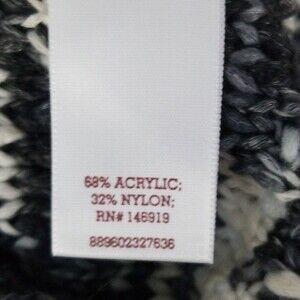 68% ACRYLIC;
32% NYLON;
RN# 146919
889602327636